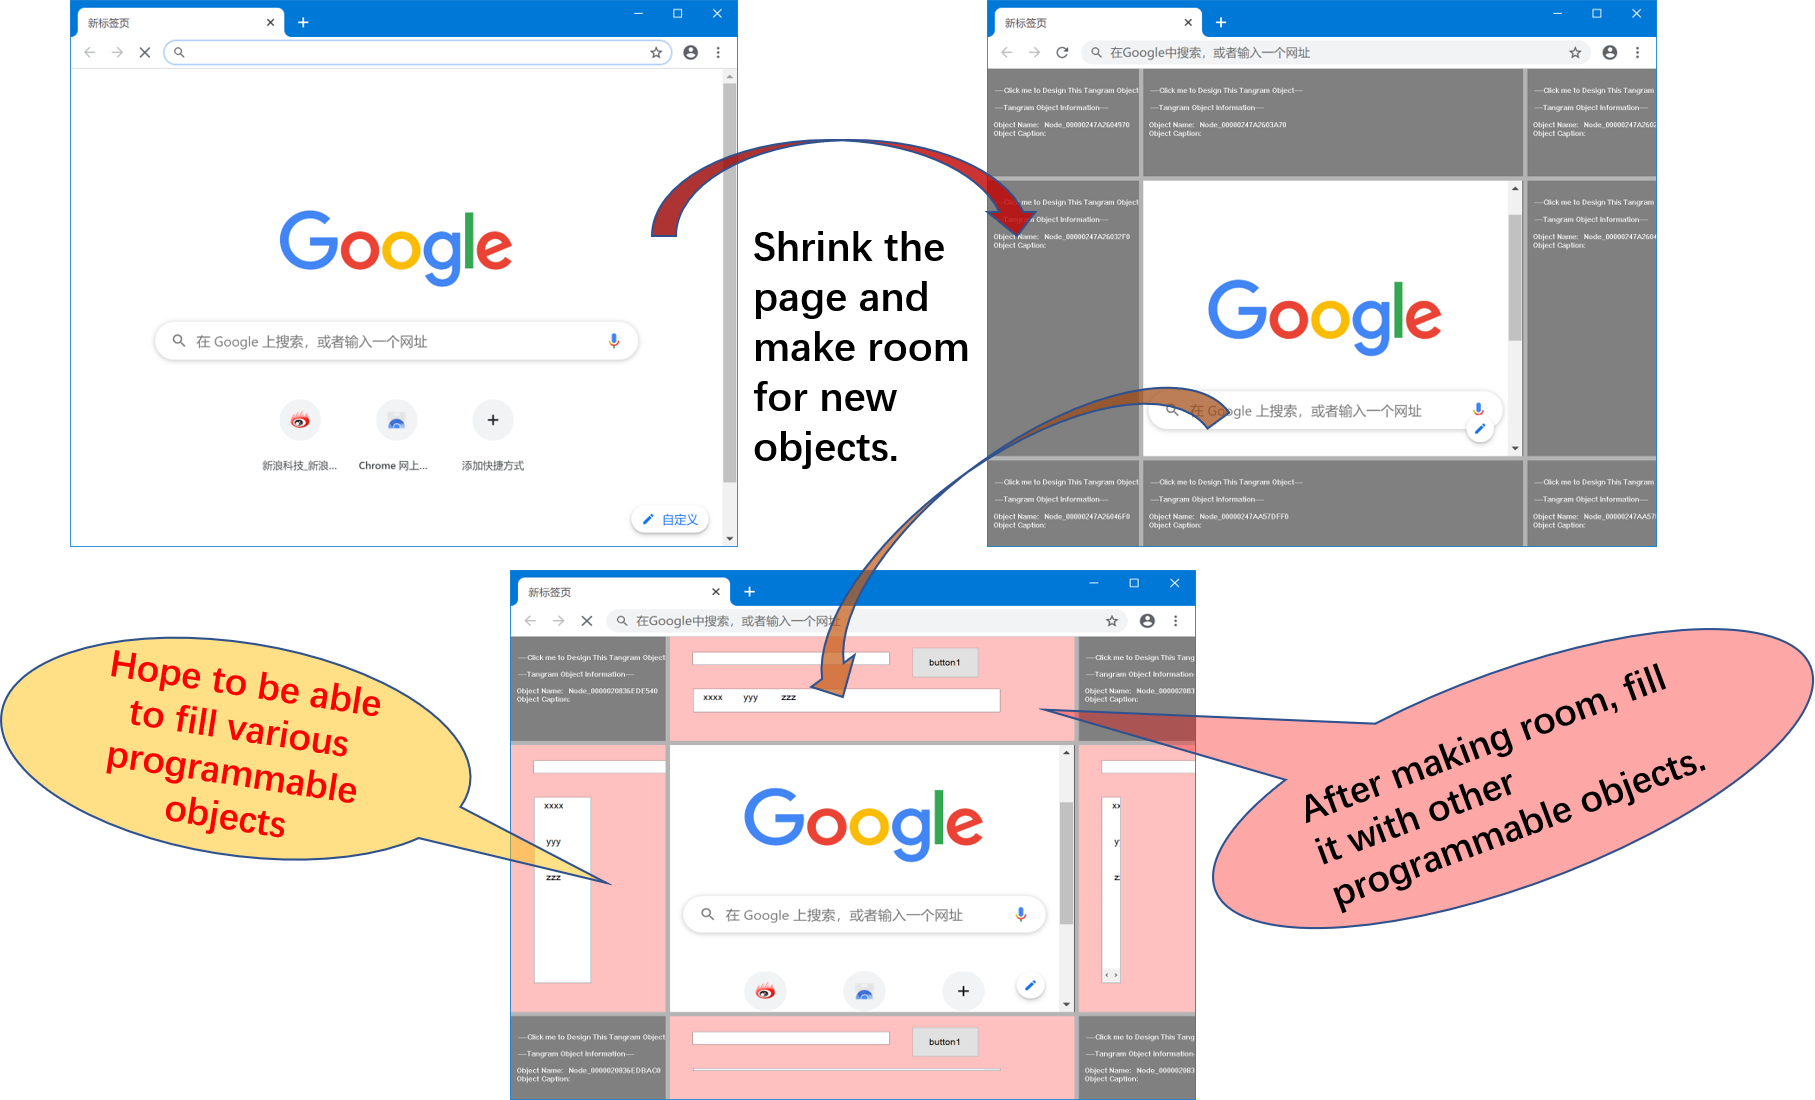 新标签页
Google
在 Google 上搜索，或者输入一个网址
新浪科技_新浪...
Chrome 网上...
添加快捷方式
自定义
Shrink the
page and
make room
for new
objects.
新标签页
在Google中搜索，或者输入一个网址
---Click me to Design This Tangram Object
---Tangram Object Information---
Object Name: Node_00000247A2604970
Object Caption:
---Click me to Design This Tangram Object---
---Tangram Object Information---
Object Name: Node_00000247A2603A70
Object Caption:
---Click me to Design This Tangram
---Tangram Object Information---
Object Name: Node_00000247A2602
Object Caption:
Click me to Design This Tangram Object
Tangram Object Information---
Object Name: Node_00000247A26032F0
Object Caption:
Google
在 Google 上搜索，或者输入一个网址
---Click me to Design This Tangram
---Tangram Object Information---
Object Name: Node_00000247A2604
Object Caption:
---Click me to Design This Tangram Object
---Tangram Object Information---
Object Name: Node_00000247A26046F0
Object Caption:
---Click me to Design This Tangram Object---
---Tangram Object Information---
Object Name: Node_00000247AA57DFF0
Object Caption:
---Click me to Design This Tangram
---Tangram Object Information---
Object Name: Node_00000247AA57
Object Caption:
新标签页
在Google中搜索，或者输入一个网址
---Click me to Design This Tangram Object
---Tangram Object Information---
Object Name: Node_0000020836EDE540
Object Caption:
button1
xxxx yyy zzz
---Click me to Design This Tang
---Tangram Object Information
Object Name: Node_00000208
Object Caption:
xxxx
yyy
zzz
Google
在 Google 上搜索，或者输入一个网址
xx
y
z
---Click me to Design This Tangram Object
---Tangram Object Information---
Object Name: Node_0000020836EDBAC0
Object Caption:
button1
---Click me to Design This Tang
---Tangram Object Information
Object Name: Node_00000208
Object Caption:
Hope to be able
to fill various
programmable
objects
After making room, fill
it with other
programmable objects.